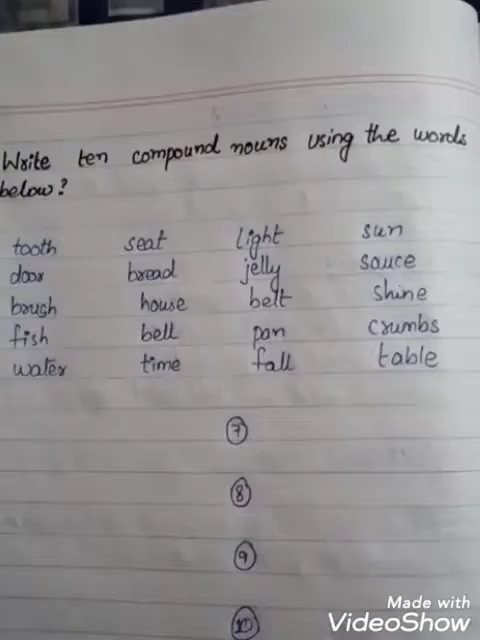 Write ten compound nouns using the words
below?
tooth seat light sun
door bread jelly sauce
brush house belt shine
fish bell pan crumbs
water time fall table
7
8
9
10
Made with
VideoShow